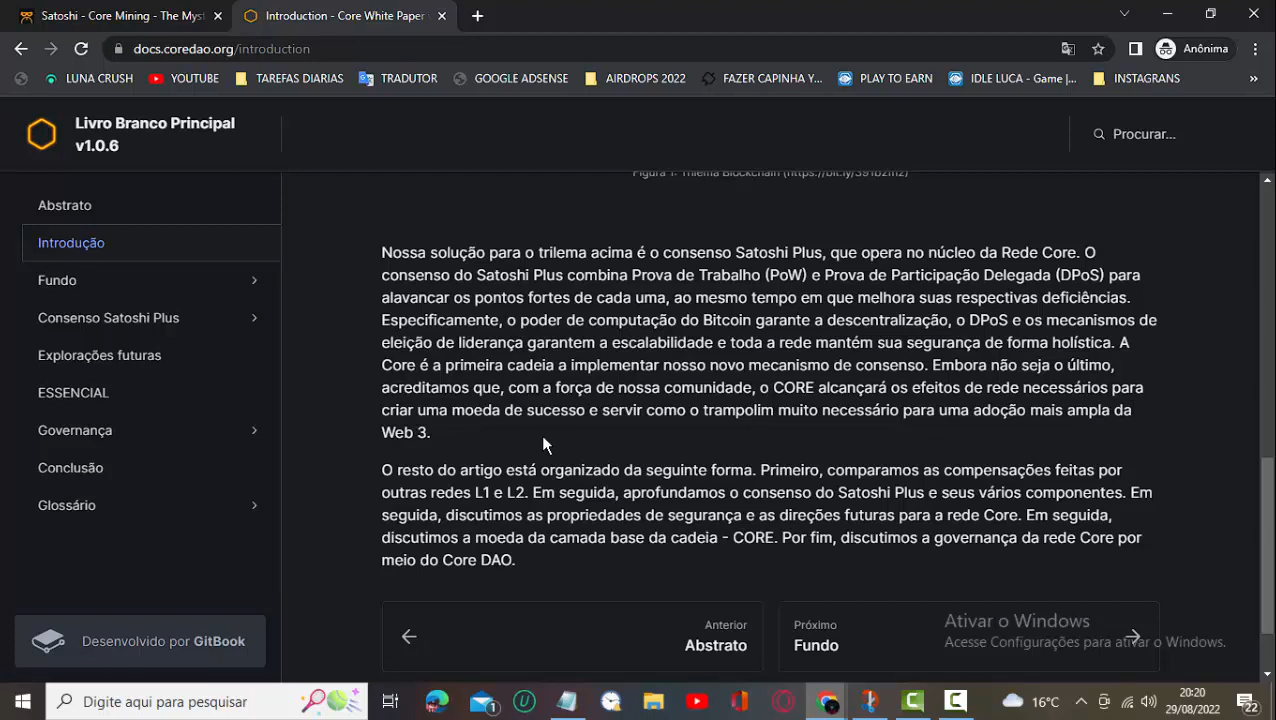 Satoshi - Core Mining - The Myst
Introduction - Core White Paper
docs.coredao.org/introduction
Anônima
LUNA CRUSH
YOUTUBE
TAREFAS DIARIAS
TRADUTOR
GOOGLE ADSENSE
AIRDROPS 2022
FAZER CAPINHA Y...
PLAY TO EARN
IDLE LUCA - Game |...
INSTAGRANS
»
Livro Branco Principal
v1.0.6
Procurar...
Abstrato
Introdução
Fundo
Consenso Satoshi Plus
Explorações futuras
ESSENCIAL
Governança
Conclusão
Glossário
Desenvolvido por GitBook
Figura 1: Trilema Blockchain
Nossa solução para o trilema acima é o consenso Satoshi Plus, que opera no núcleo da Rede Core. O
consenso do Satoshi Plus combina Prova de Trabalho (PoW) e Prova de Participação Delegada (DPoS) para
alavancar os pontos fortes de cada uma, ao mesmo tempo em que melhora suas respectivas deficiências.
Especificamente, o poder de computação do Bitcoin garante a descentralização, o DPoS e os mecanismos de
eleição de liderança garantem a escalabilidade e toda a rede mantém sua segurança de forma holística. A
Core é a primeira cadeia a implementar nosso novo mecanismo de consenso. Embora não seja o último,
acreditamos que, com a força de nossa comunidade, o CORE alcançará os efeitos de rede necessários para
criar uma moeda de sucesso e servir como o trampolim muito necessário para uma adoção mais ampla da
Web 3.
O resto do artigo está organizado da seguinte forma. Primeiro, comparamos as compensações feitas por
outras redes L1 e L2. Em seguida, aprofundamos o consenso do Satoshi Plus e seus vários componentes. Em
seguida, discutimos as propriedades de segurança e as direções futuras para a rede Core. Em seguida,
discutimos a moeda da camada base da cadeia - CORE. Por fim, discutimos a governança da rede Core por
meio do Core DAO.
Anterior
Abstrato
Próximo
Fundo
Ativar o Windows
Acesse Configurações para ativar o Windows.
Digite aqui para pesquisar
1
16°C
20:20
29/08/2022
22